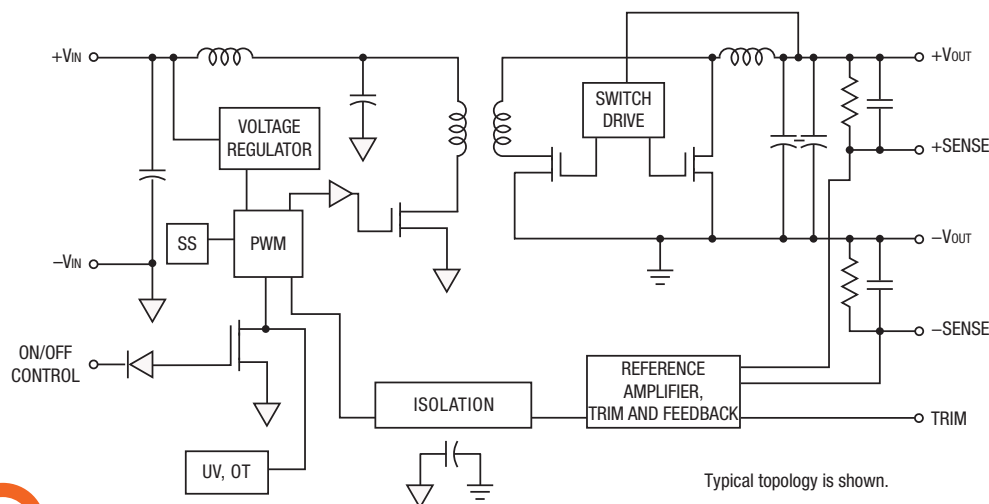 +VIN
+VOUT
SWITCH
DRIVE
VOLTAGE
REGULATOR
+SENSE
SS
PWM
−VIN
−VOUT
ON/OFF
CONTROL
−SENSE
REFERENCE
AMPLIFIER,
TRIM AND FEEDBACK
ISOLATION
TRIM
UV, OT
Typical topology is shown.